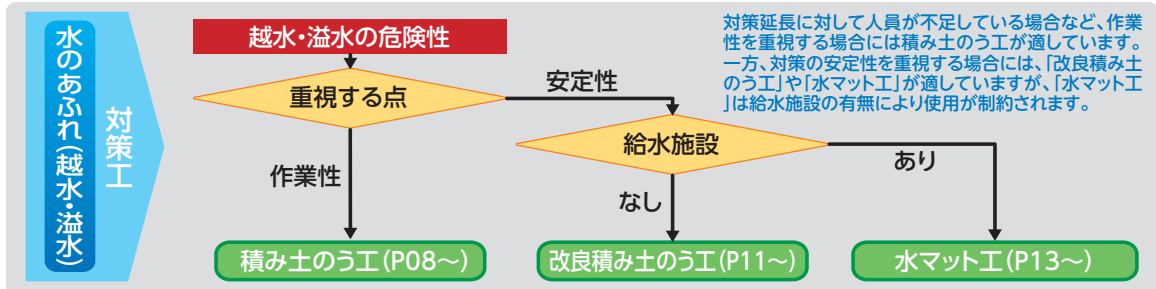 水のあふれ(越水・溢水)
対策工
越水・溢水の危険性
対策延長に対して人員が不足している場合など、作業
性を重視する場合には積み土のう工が適しています。
一方、対策の安定性を重視する場合には、「改良積み土
のう工」や「水マット工」が適していますが、「水マット工
」は給水施設の有無により使用が制約されます。
重視する点
安定性
給水施設
作業性
なし
あり
積み土のう工(P08〜)
改良積み土のう工(P11〜)
水マット工(P13〜)